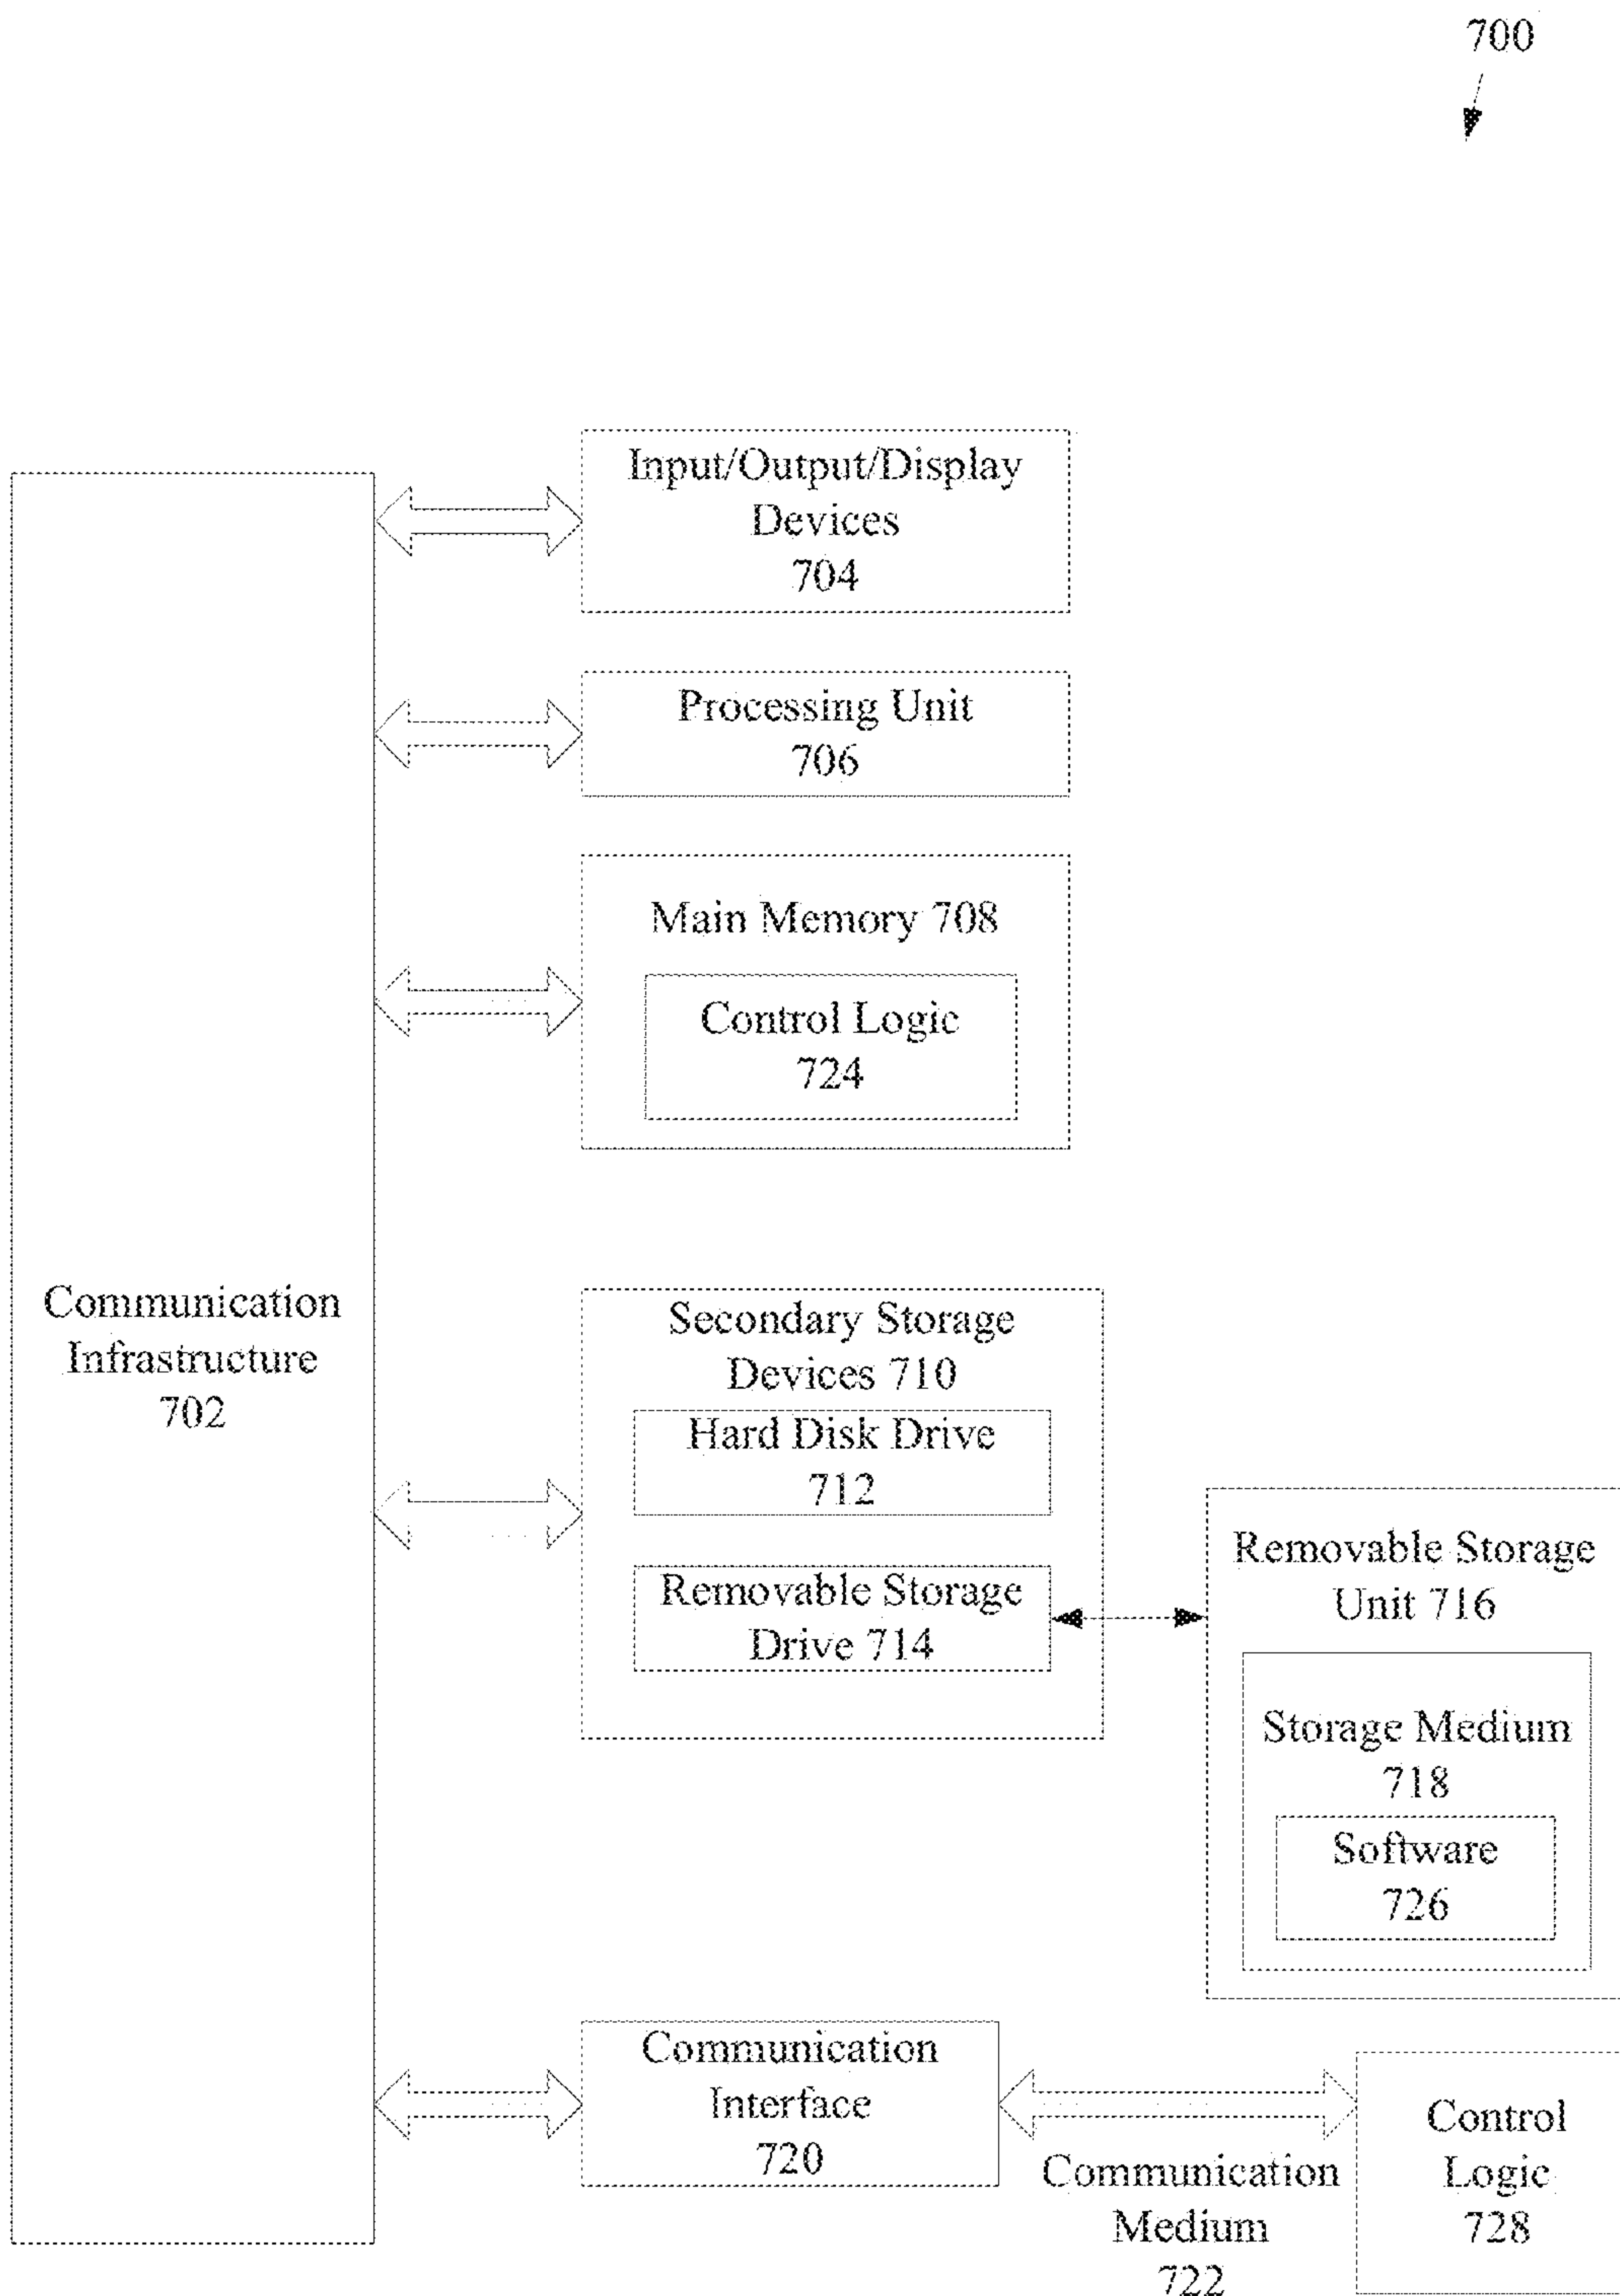 700
Input/Output/Display
Devices
704
Processing Unit
706
Main Memory 708
Control Logic
724
Communication
Infrastructure
702
Secondary Storage
Devices 710
Hard Disk Drive
712
Removable Storage
Drive 714
Removable Storage
Unit 716
Storage Medium
718
Software
726
Communication
Interface
720
Communication
Medium
722
Control
Logic
728